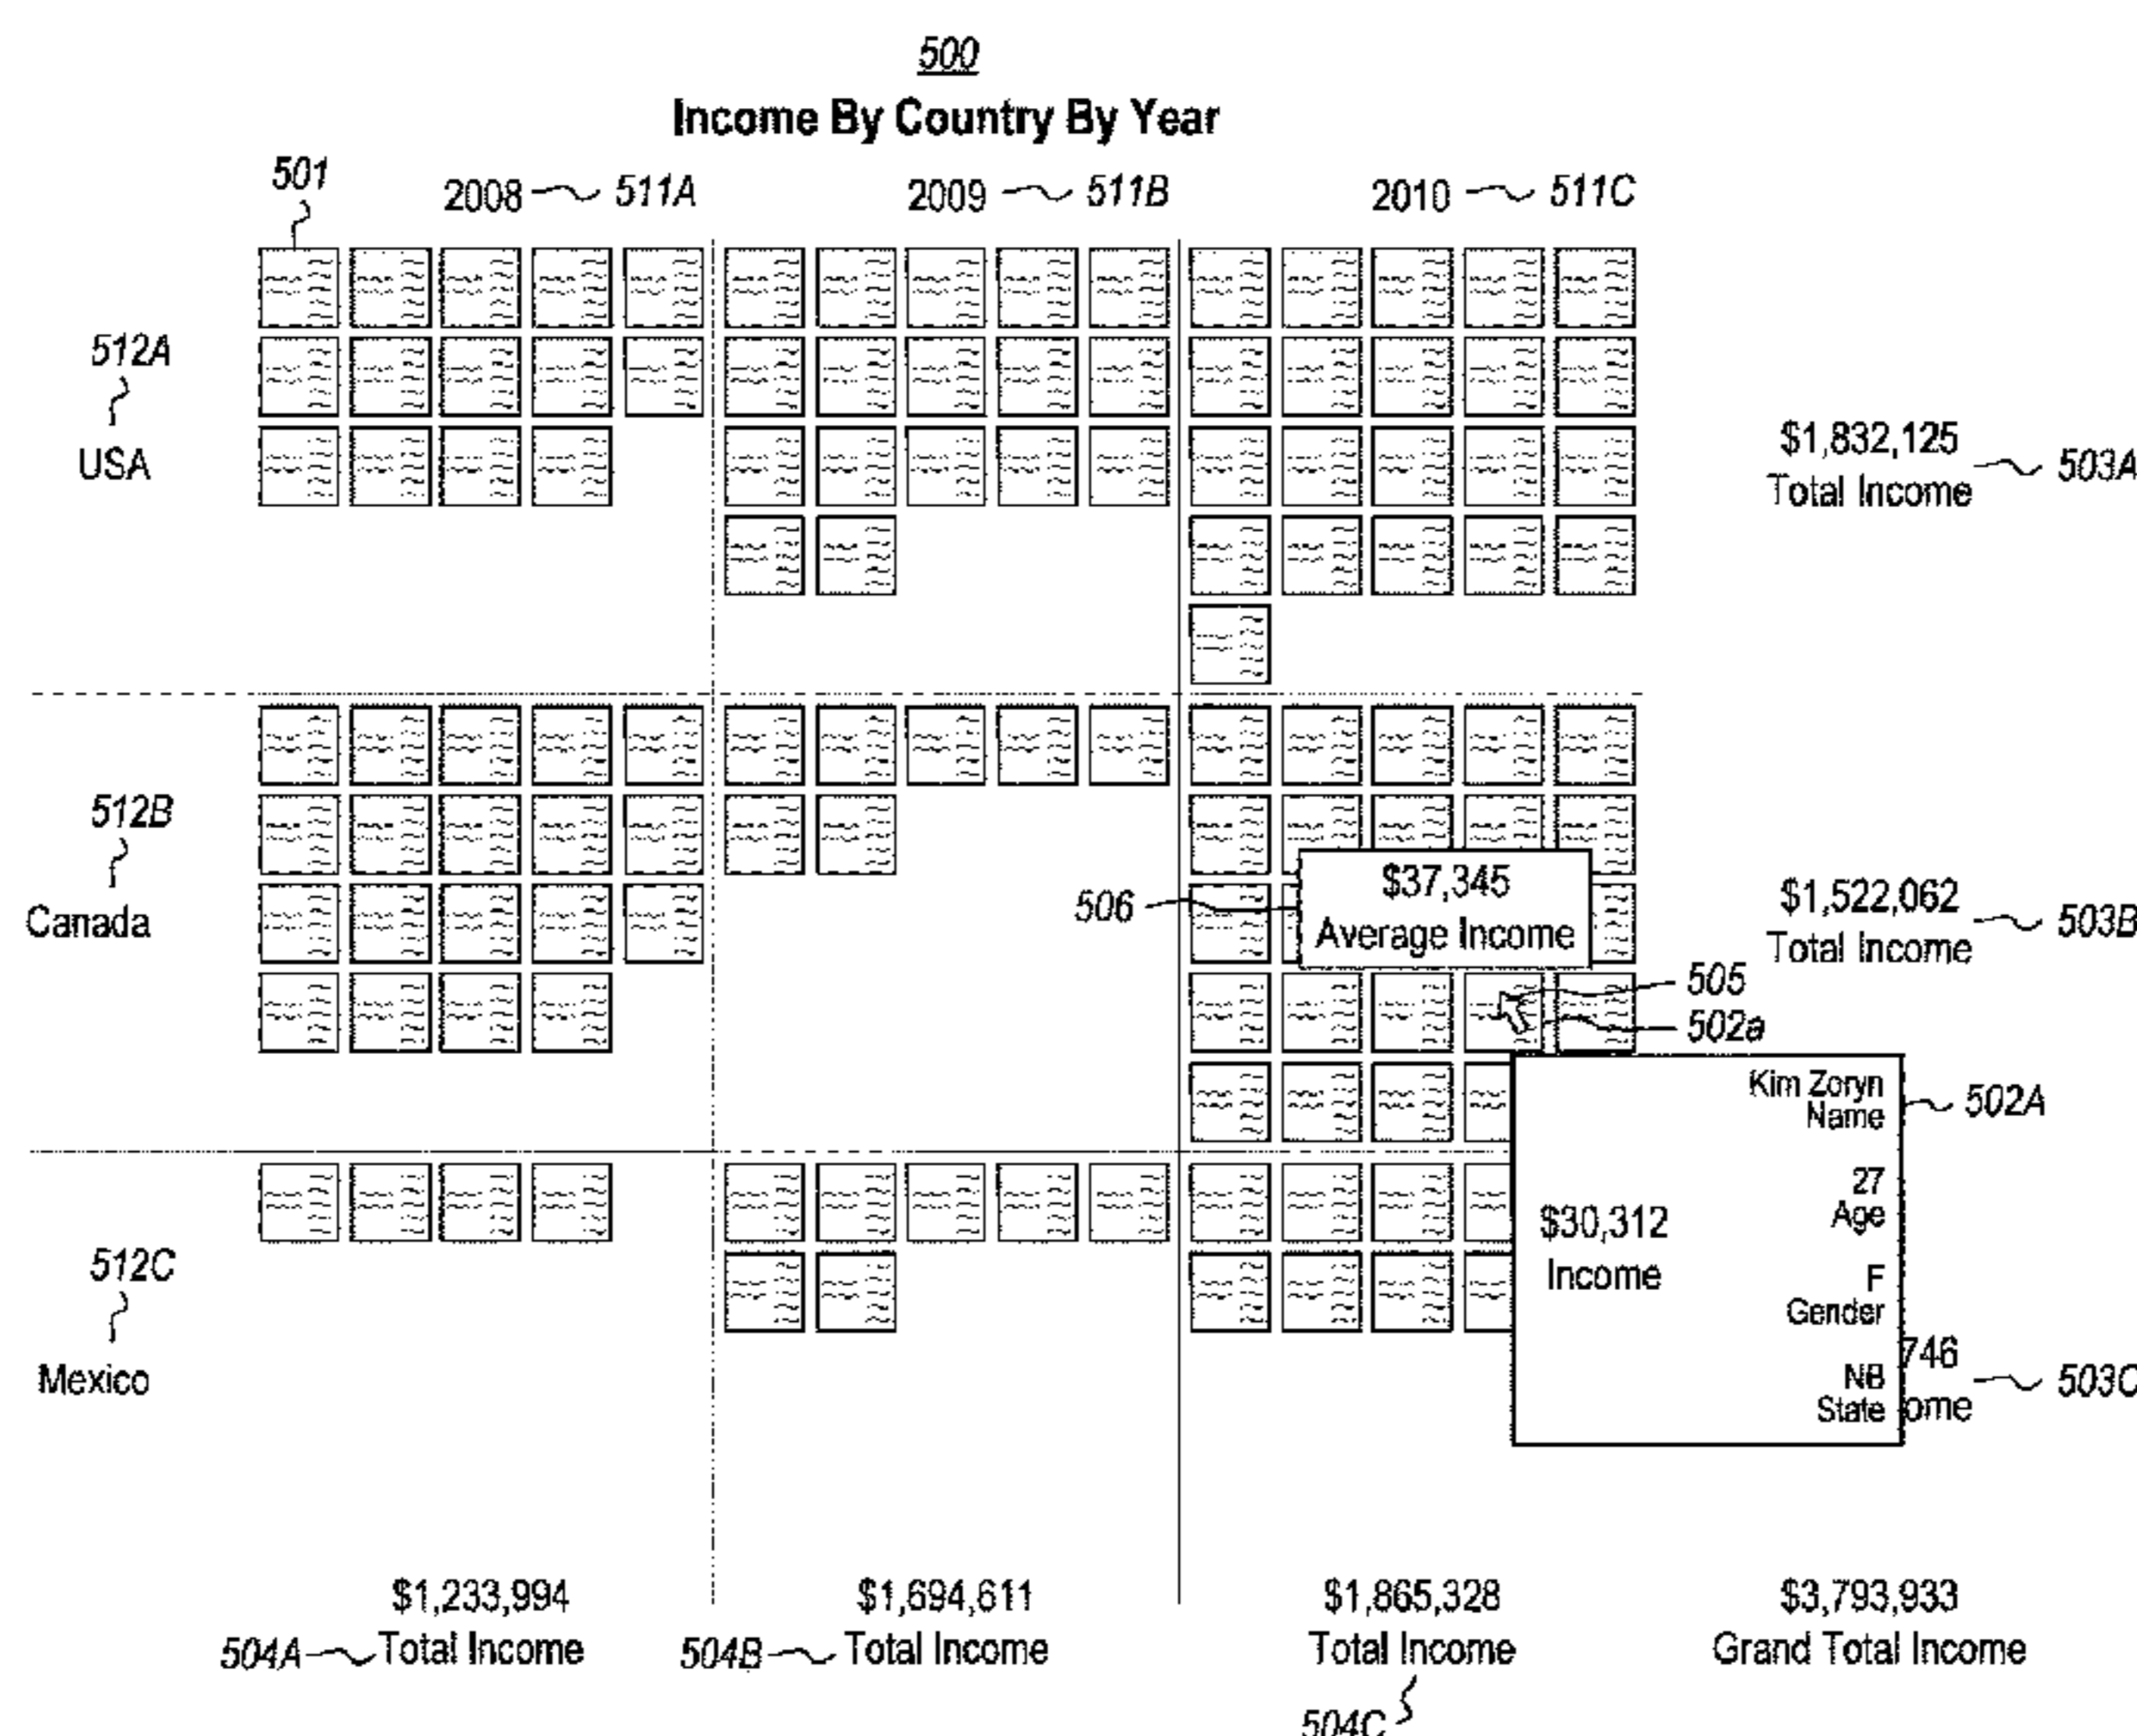 500
Income By Country By Year
501
2008 511A
2009 511B
2010 511C
512A
USA
$1,832,125
Total Income 503A
512B
Canada
506
$37,345
Average Income
$1,522,062
Total Income 503B
505
502a
Kim Zoryn
Name
502A
27
Age
$30,312
Income
F
Gender
NB
State
512C
Mexico
746
ome
503C
$1,233,994
504A Total Income
$1,694,611
504B Total Income
$1,865,328
Total Income
504C
$3,793,933
Grand Total Income